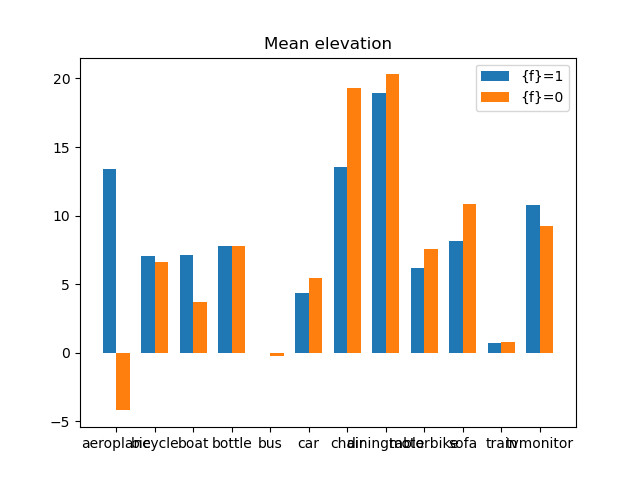 Mean elevation
{f}=1
{f}=0
20
15
10
5
0
−5
aeroplane bicycle boat bottle bus car chair diningtable motorbike sofa train tvmonitor